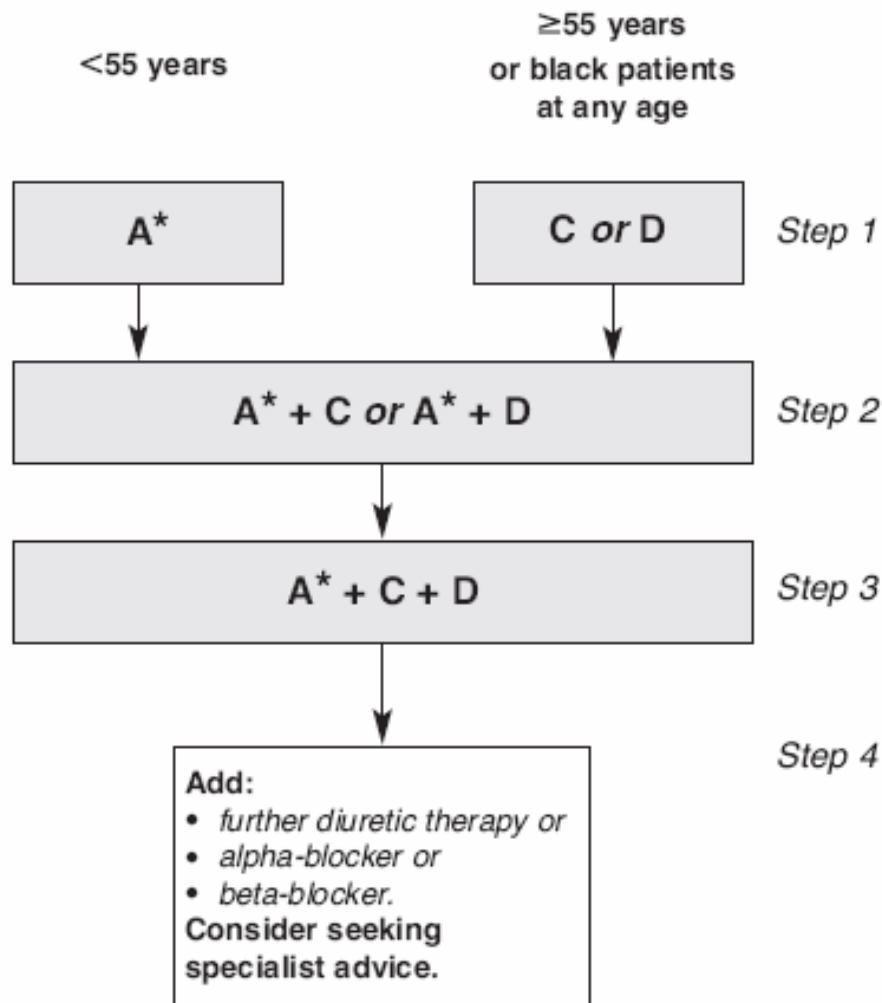 <55 years
≥55 years
or black patients
at any age
A*
C or D
Step 1
A* + C or A* + D
Step 2
A* + C + D
Step 3
Step 4
Add:
• further diuretic therapy or
• alpha-blocker or
• beta-blocker.
Consider seeking
specialist advice.